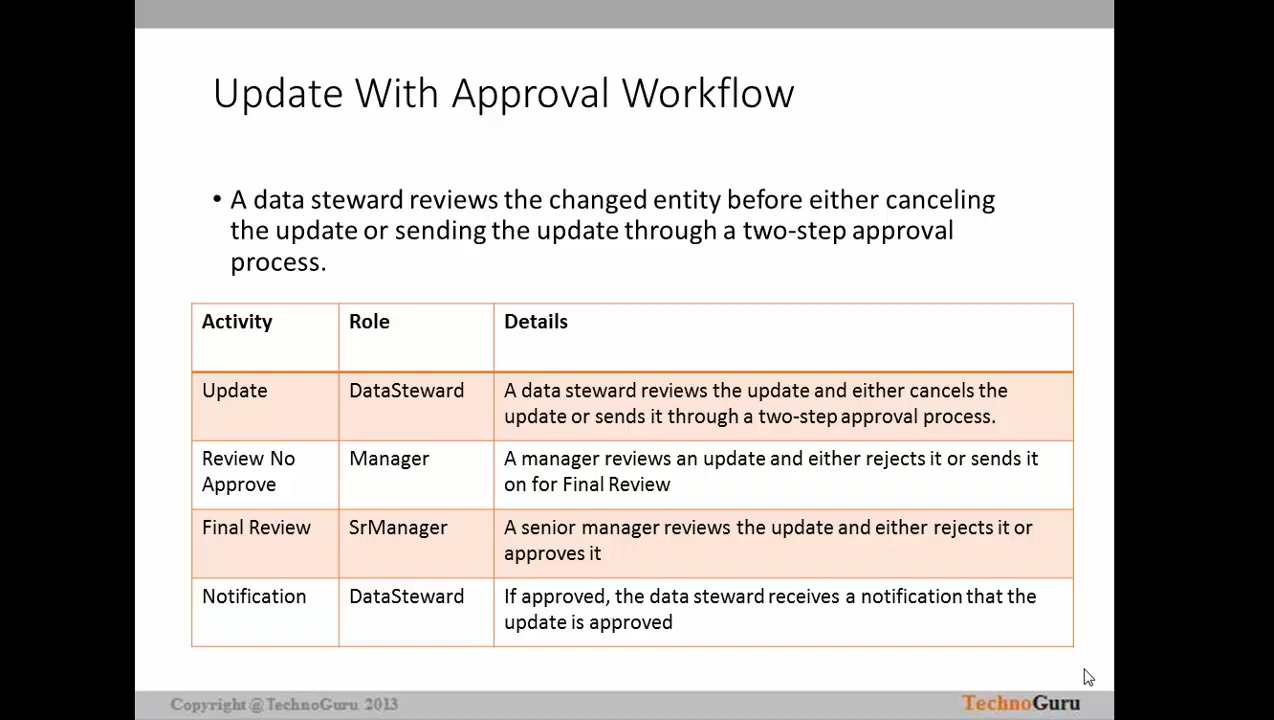 Update With Approval Workflow
• A data steward reviews the changed entity before either canceling
the update or sending the update through a two-step approval
process.
Activity Role Details
Update DataSteward A data steward reviews the update and either cancels the
update or sends it through a two-step approval process.
Review No Manager A manager reviews an update and either rejects it or sends it
Approve on for Final Review
Final Review SrManager A senior manager reviews the update and either rejects it or
approves it
Notification DataSteward If approved, the data steward receives a notification that the
update is approved
Copyright @ TechnoGuru 2013 TechnoGuru